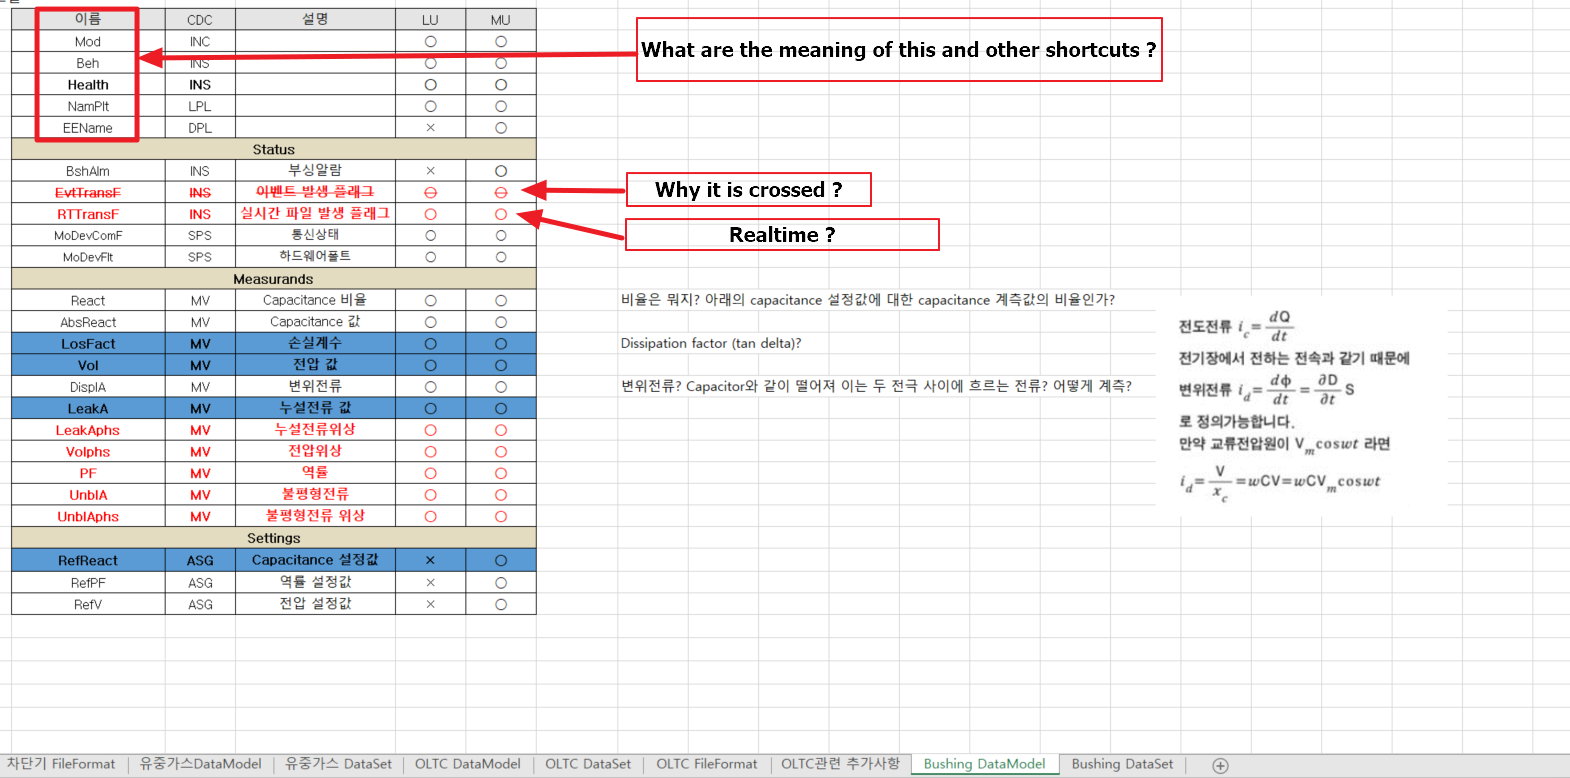 이름 CDC 설명 LU MU
Mod INC ○ ○
Beh INS ○ ○
Health INS ○ ○
NamPlt LPL ○ ○
EEName DPL × ○
What are the meaning of this and other shortcuts ?
Status
BshAlm INS 부싱알람 × ○
EvtTransF INS 이벤트 발생 플래그 ○ ○
Why it is crossed ?
RTTransF INS 실시간 파일 발생 플래그 ○ ○
Realtime ?
MoDevComF SPS 통신상태 ○ ○
MoDevFlt SPS 하드웨어폴트 ○ ○
Measurands
React MV Capacitance 비율 ○ ○ 비율은 뭐지? 아래의 capacitance 설정값에 대한 capacitance 계측값의 비율인가?
AbsReact MV Capacitance 값 ○ ○
LosFact MV 손실계수 ○ ○ Dissipation factor (tan delta)?
Vol MV 전압 값 ○ ○
DisplA MV 변위전류 ○ ○ 변위전류? Capacitor와 같이 떨어져 이는 두 전극 사이에 흐르는 전류? 어떻게 계측?
LeakA MV 누설전류 값 ○ ○
LeakAphs MV 누설전류위상 ○ ○
Volphs MV 전압위상 ○ ○
PF MV 역률 ○ ○
UnblA MV 불평형전류 ○ ○
UnblAphs MV 불평형전류 위상 ○ ○
Settings
RefReact ASG Capacitance 설정값 × ○
RefPF ASG 역률 설정값 × ○
RefV ASG 전압 설정값 × ○
전도전류 i_c = dQ/dt
전기장에서 전하는 전속과 같기 때문에
변위전류 i_d = dϕ/dt = ∂D/∂t S
로 정의가능합니다.
만약 교류전압원이 V_m coswt 라면
i_d = V/x_c = wCV = wCV_m coswt
차단기 FileFormat 유중가스DataModel 유중가스 DataSet OLTC DataModel OLTC DataSet OLTC FileFormat OLTC관련 추가사항 Bushing DataModel Bushing DataSet